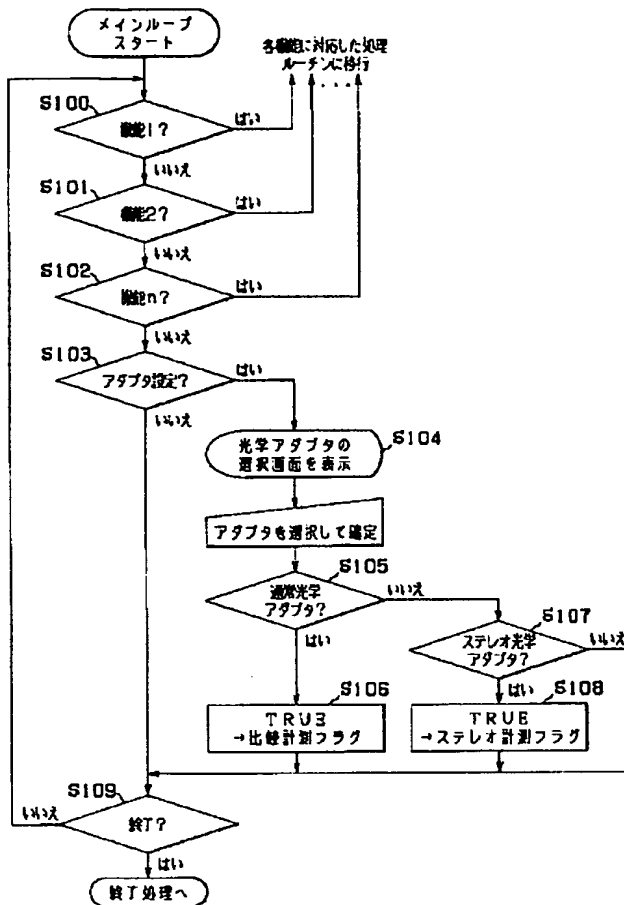 メインループ
スタート
各機能に対応した処理
ルーチンに移行
...
S100
機能1?
はい
いいえ
S101
機能2?
はい
いいえ
S102
機能n?
はい
いいえ
S103
アダプタ設定?
はい
いいえ
光学アダプタの
選択画面を表示
S104
アダプタを選択して確定
S105
通常光学
アダプタ?
いいえ
はい
S107
ステレオ光学
アダプタ?
いいえ
はい
S106
TRU3
→比較計測フラグ
S108
TRUE
→ステレオ計測フラグ
S109
終了?
いいえ
はい
終了処理へ